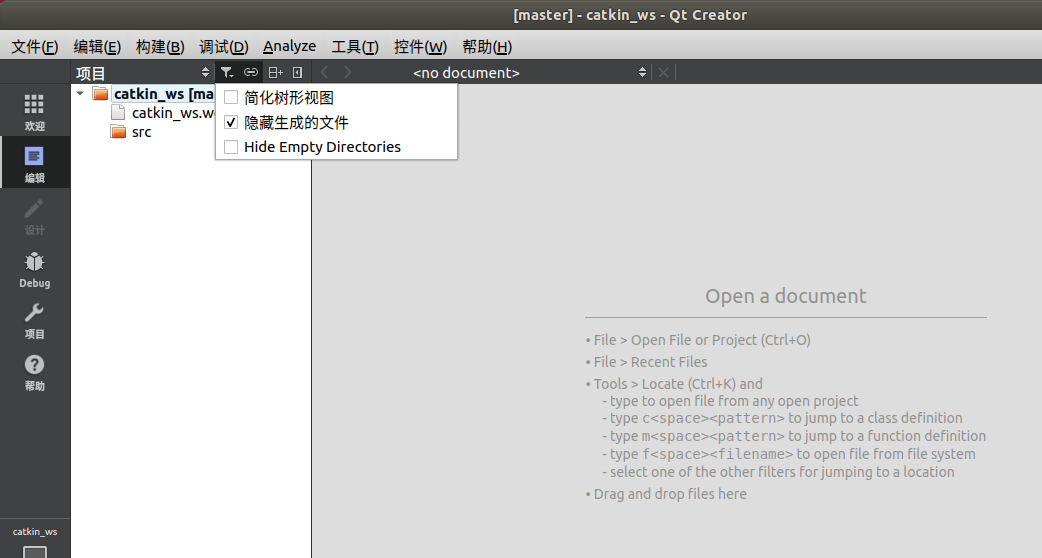 [master] - catkin_ws - Qt Creator
文件(F) 编辑(E) 构建(B) 调试(D) Analyze 工具(T) 控件(W) 帮助(H)
项目
<no document>
catkin_ws [ma
catkin_ws.w
src
简化树形视图
隐藏生成的文件
Hide Empty Directories
欢迎
编辑
设计
Debug
项目
帮助
catkin_ws
Open a document
• File > Open File or Project (Ctrl+O)
• File > Recent Files
• Tools > Locate (Ctrl+K) and
- type to open file from any open project
- type c<space><pattern> to jump to a class definition
- type m<space><pattern> to jump to a function definition
- type f<space><filename> to open file from file system
- select one of the other filters for jumping to a location
• Drag and drop files here